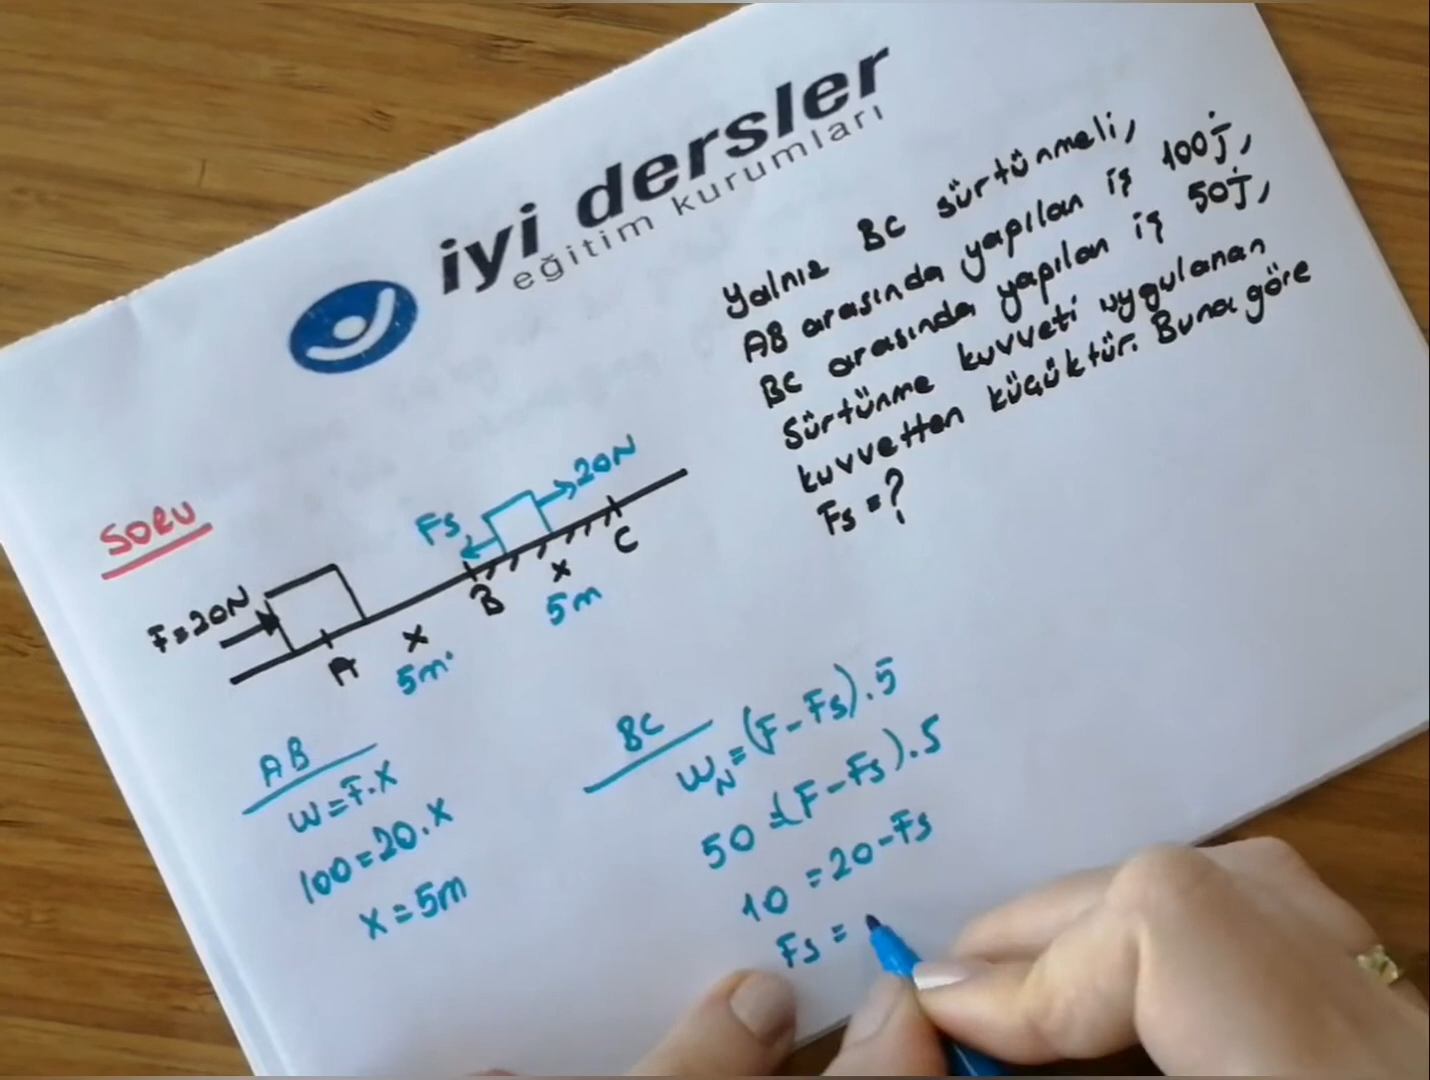 iyi dersler
eğitim kurumları
Yalnız BC sürtünmeli,
AB arasında yapılan iş 100J,
BC arasında yapılan iş 50J,
Sürtünme kuvveti uygulanan
kuvvetten küçüktür. Buna göre
Fs = ?
SORU
F=20N
A
x
5m
B
x
5m
C
Fs
20N
AB
W=F.x
100=20.x
x=5m
BC
WN=(F-Fs).5
50=(F-Fs).5
10=20-Fs
Fs=